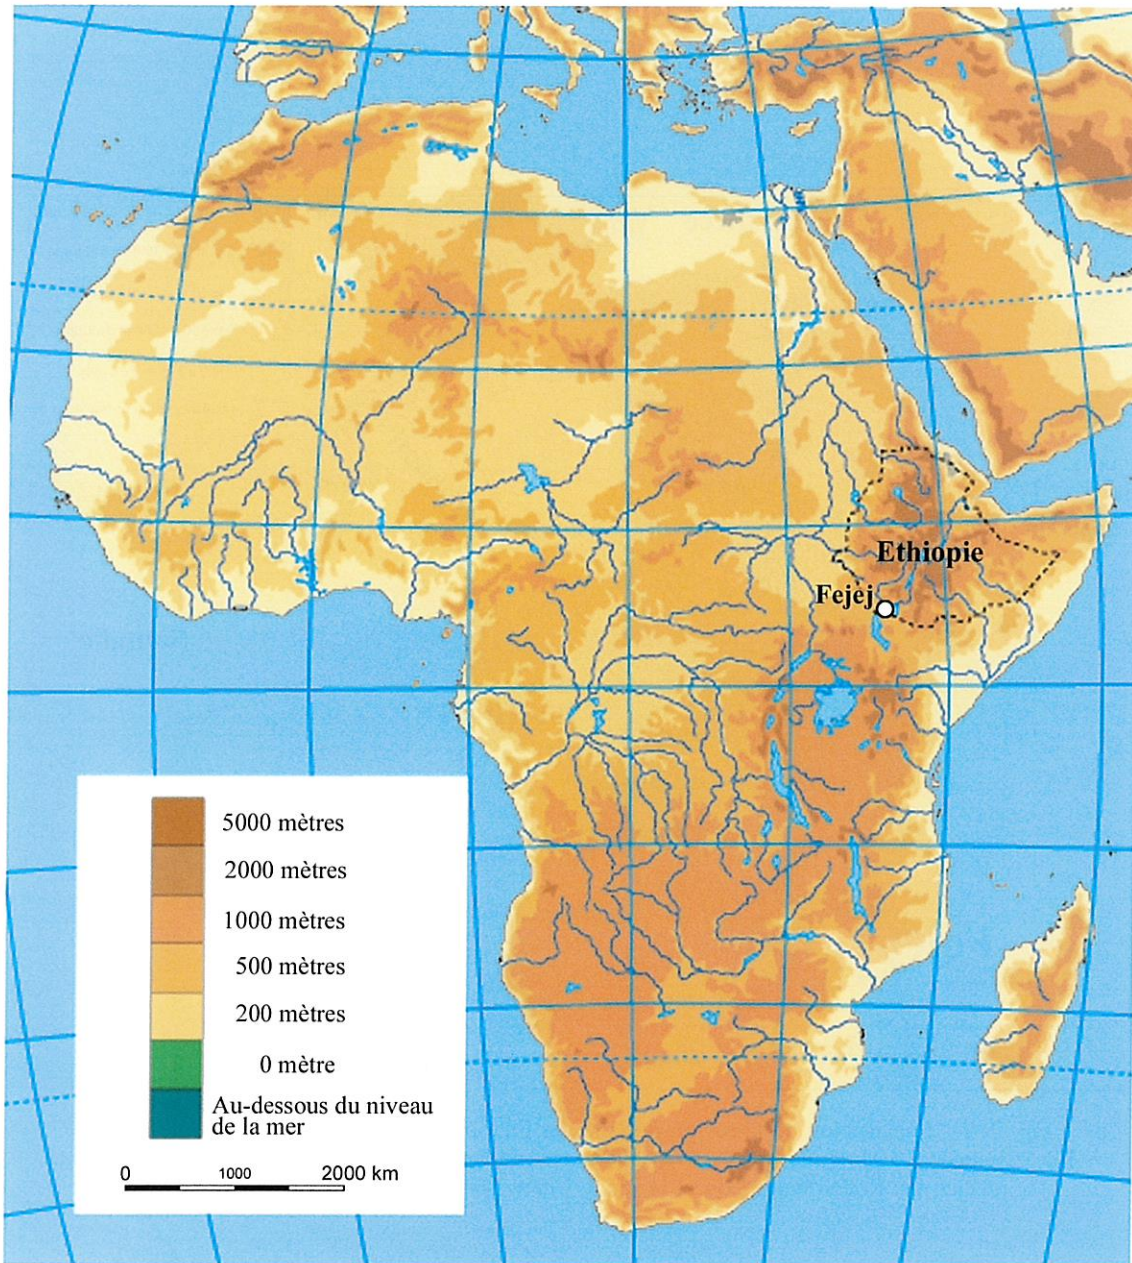 Ethiopie
Fejej
5000 mètres
2000 mètres
1000 mètres
500 mètres
200 mètres
0 mètre
Au-dessous du niveau
de la mer
0 1000 2000 km